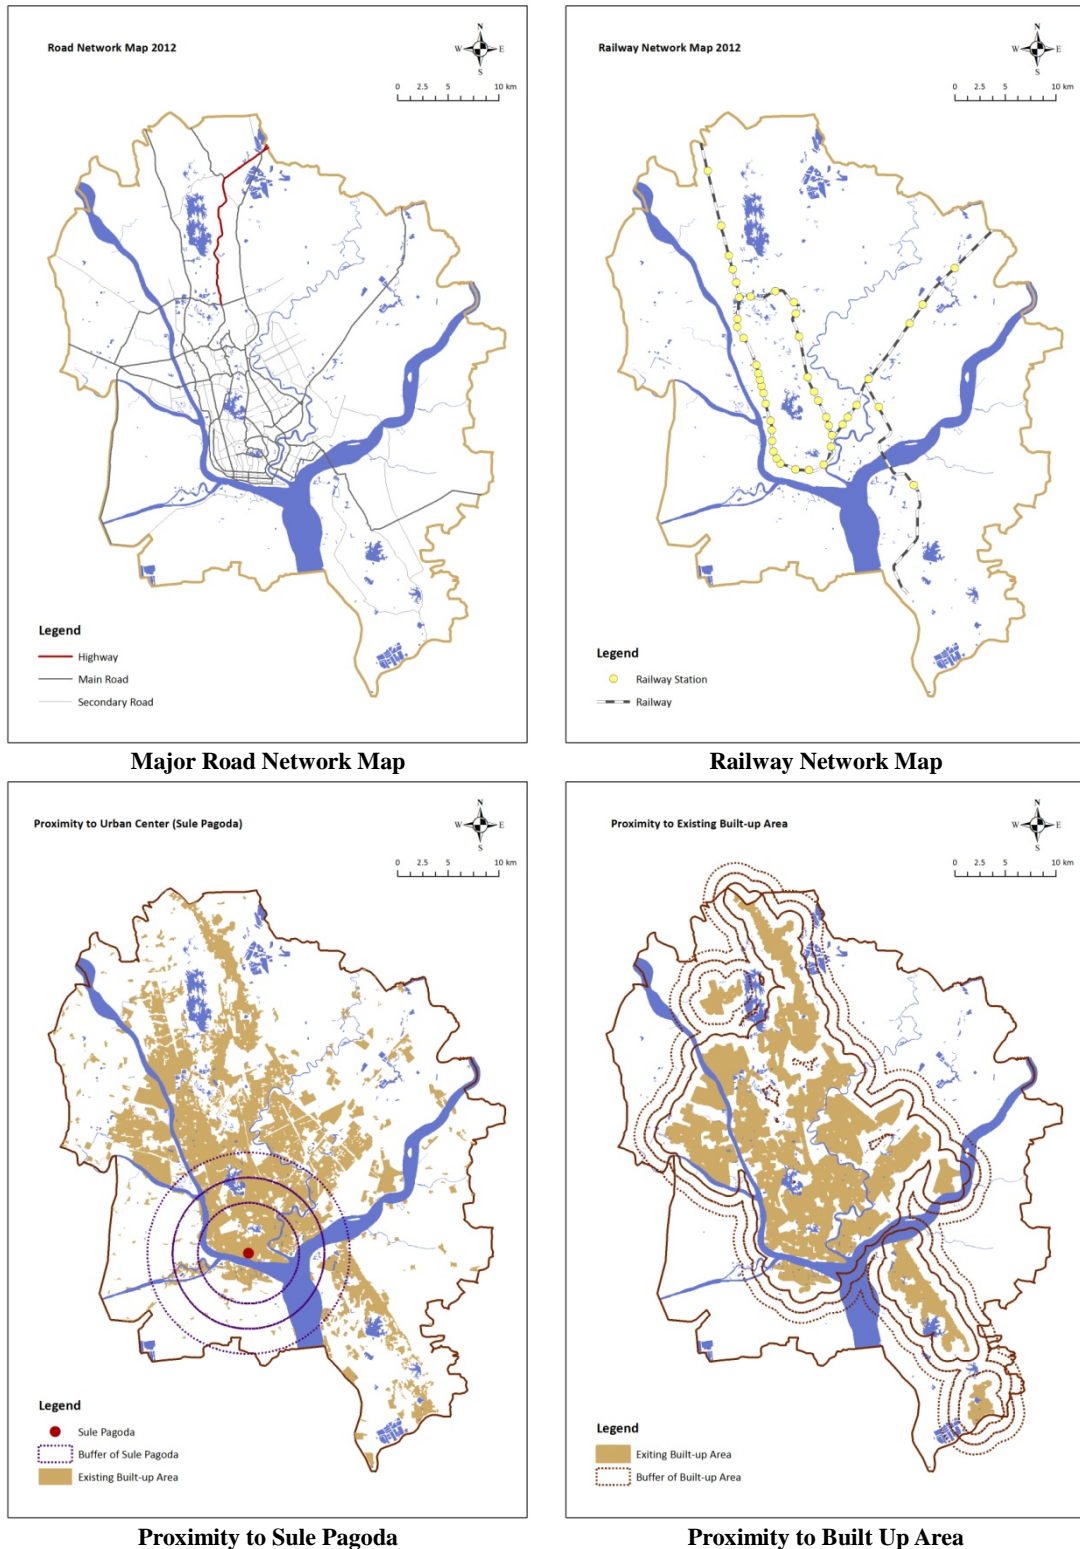 Road Network Map 2012
N
W E
S
0 2.5 5 10 km
Legend
Highway
Main Road
Secondary Road
Major Road Network Map
Railway Network Map 2012
N
W E
S
0 2.5 5 10 km
Legend
Railway Station
Railway
Railway Network Map
Proximity to Urban Center (Sule Pagoda)
N
W E
S
0 2.5 5 10 km
Legend
Sule Pagoda
Buffer of Sule Pagoda
Existing Built-up Area
Proximity to Sule Pagoda
Proximity to Existing Built-up Area
N
W E
S
0 2.5 5 10 km
Legend
Exiting Built-up Area
Buffer of Built-up Area
Proximity to Built Up Area